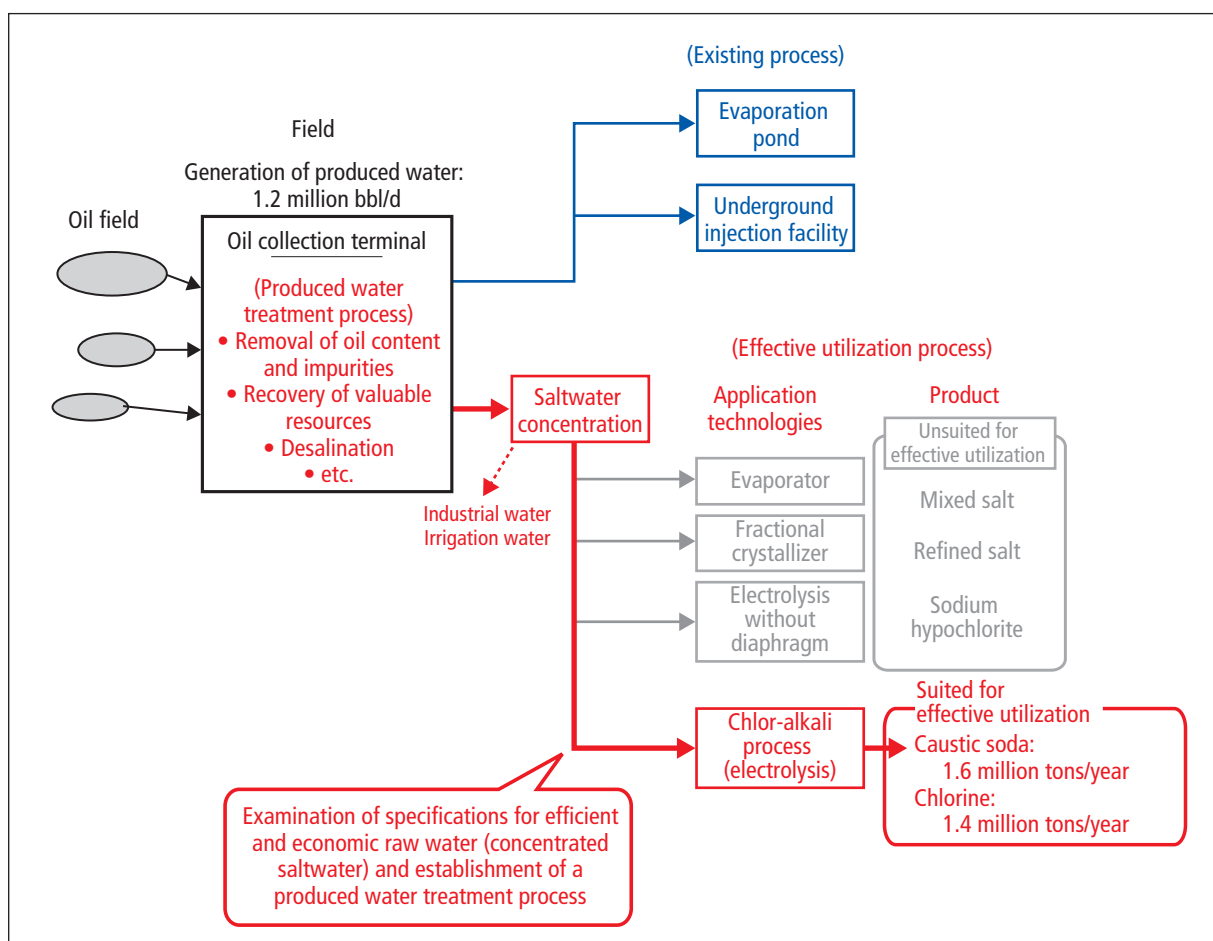 (Existing process)
Evaporation
pond
Underground
injection facility
Field
Generation of produced water:
1.2 million bbl/d
Oil field
Oil collection terminal
(Produced water
treatment process)
• Removal of oil content
and impurities
• Recovery of valuable
resources
• Desalination
• etc.
Saltwater
concentration
Industrial water
Irrigation water
(Effective utilization process)
Application
technologies
Product
Unsuited for
effective utilization
Evaporator
Mixed salt
Fractional
crystallizer
Refined salt
Electrolysis
without
diaphragm
Sodium
hypochlorite
Chlor-alkali
process
(electrolysis)
Suited for
effective utilization
Caustic soda:
1.6 million tons/year
Chlorine:
1.4 million tons/year
Examination of specifications for efficient
and economic raw water (concentrated
saltwater) and establishment of a
produced water treatment process